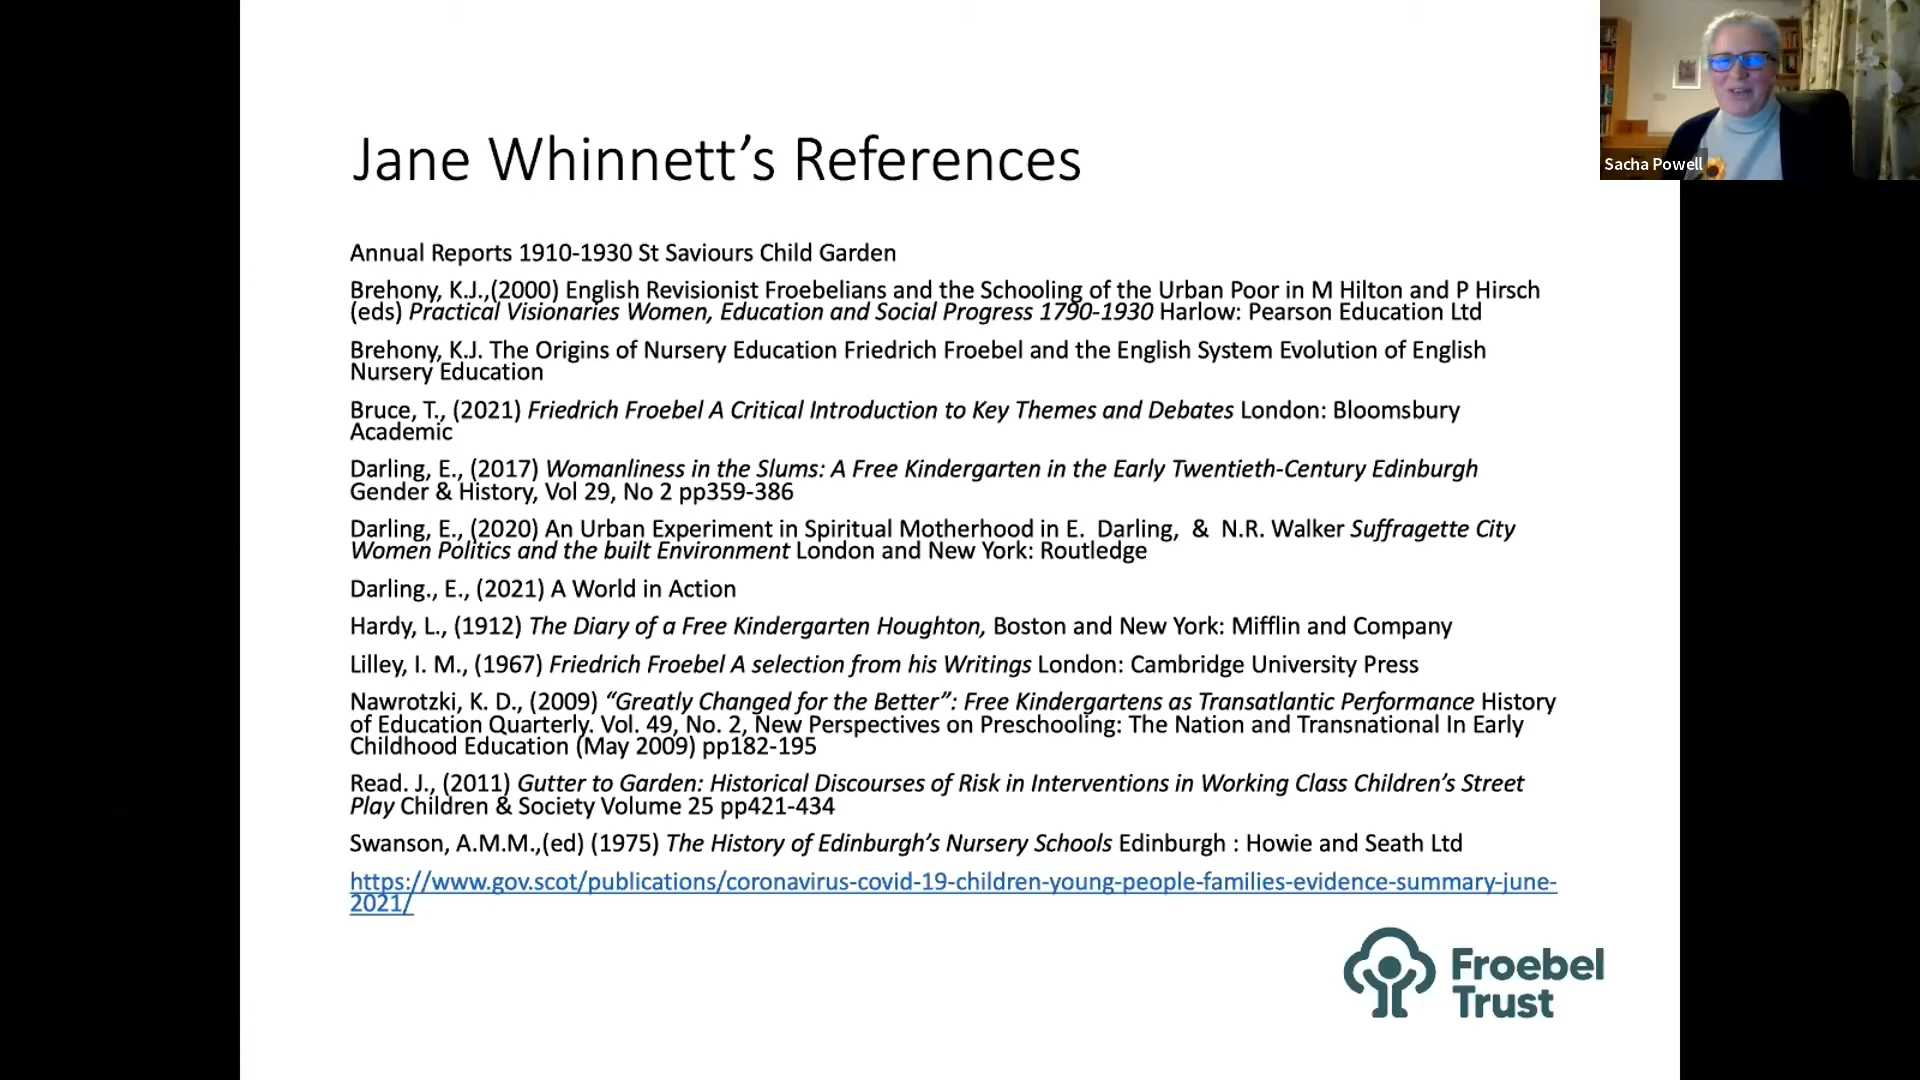 Jane Whinnett’s References
Sacha Powell
Annual Reports 1910-1930 St Saviours Child Garden
Brehony, K.J.,(2000) English Revisionist Froebelians and the Schooling of the Urban Poor in M Hilton and P Hirsch
(eds) Practical Visionaries Women, Education and Social Progress 1790-1930 Harlow: Pearson Education Ltd
Brehony, K.J. The Origins of Nursery Education Friedrich Froebel and the English System Evolution of English
Nursery Education
Bruce, T., (2021) Friedrich Froebel A Critical Introduction to Key Themes and Debates London: Bloomsbury
Academic
Darling, E., (2017) Womanliness in the Slums: A Free Kindergarten in the Early Twentieth-Century Edinburgh
Gender & History, Vol 29, No 2 pp359-386
Darling, E., (2020) An Urban Experiment in Spiritual Motherhood in E. Darling, & N.R. Walker Suffragette City
Women Politics and the built Environment London and New York: Routledge
Darling., E., (2021) A World in Action
Hardy, L., (1912) The Diary of a Free Kindergarten Houghton, Boston and New York: Mifflin and Company
Lilley, I. M., (1967) Friedrich Froebel A selection from his Writings London: Cambridge University Press
Nawrotzki, K. D., (2009) “Greatly Changed for the Better”: Free Kindergartens as Transatlantic Performance History
of Education Quarterly. Vol. 49, No. 2, New Perspectives on Preschooling: The Nation and Transnational In Early
Childhood Education (May 2009) pp182-195
Read. J., (2011) Gutter to Garden: Historical Discourses of Risk in Interventions in Working Class Children’s Street
Play Children & Society Volume 25 pp421-434
Swanson, A.M.M.,(ed) (1975) The History of Edinburgh’s Nursery Schools Edinburgh : Howie and Seath Ltd
https://www.gov.scot/publications/coronavirus-covid-19-children-young-people-families-evidence-summary-june-
2021/
Froebel
Trust